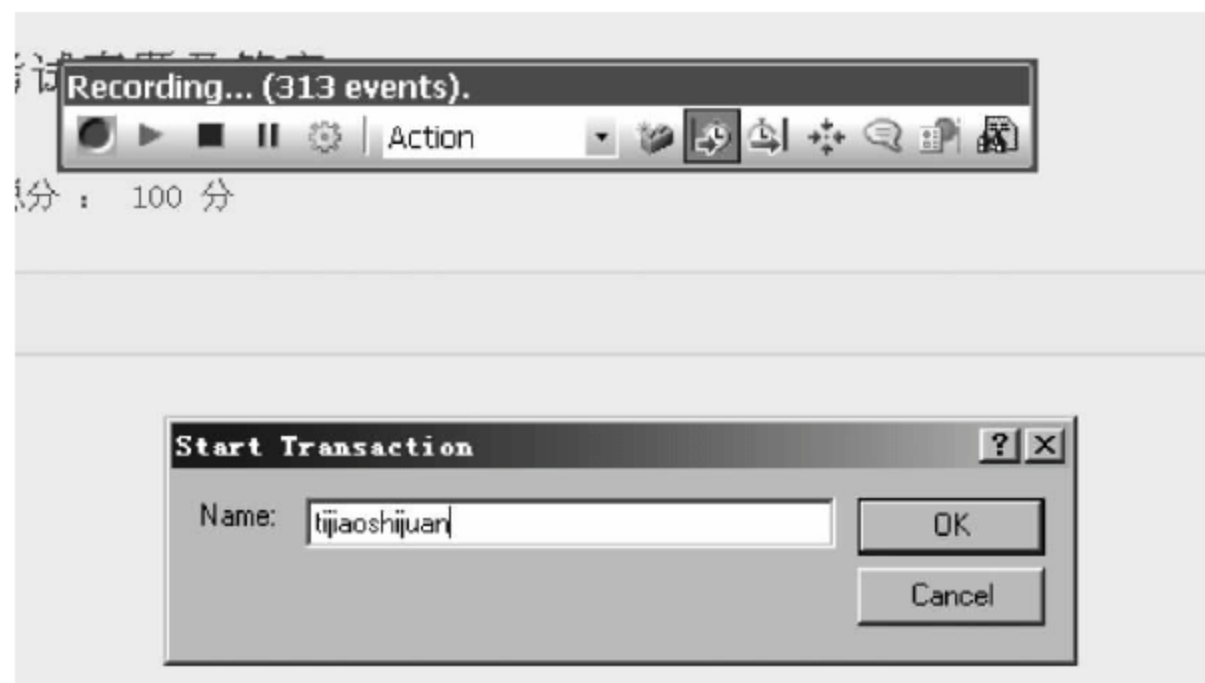 Recording... (313 events).
Action
分 : 100 分
Start Transaction
Name: tijiaoshijuan
OK
Cancel